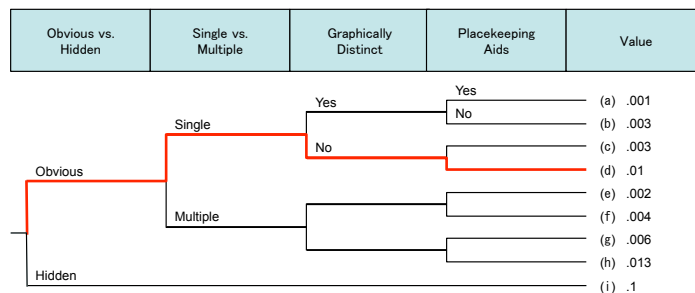 Obvious vs.
Hidden
Single vs.
Multiple
Graphically
Distinct
Placekeeping
Aids
Value
Yes
(a) .001
Yes
No
(b) .003
Single
No
(c) .003
(d) .01
Obvious
(e) .002
Multiple
(f) .004
(g) .006
(h) .013
Hidden
(i) .1